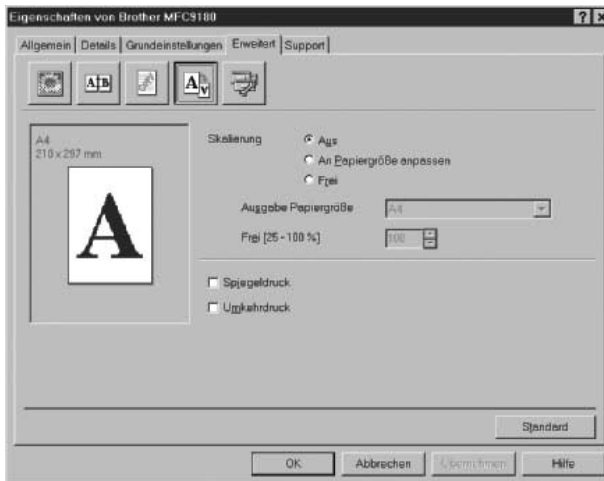 Eigenschaften von Brother MFC9180
Allgemein Details Grundeinstellungen Erweitert Support
A B
A
A4
210 x 297 mm
A
Skalierung Aus
An Papiergröße anpassen
Frei
Ausgabe Papiergröße A4
Frei [25 - 100 %] 100
Spiegeldruck
Umkehrdruck
Standard
OK Abbrechen Übernehmen Hilfe